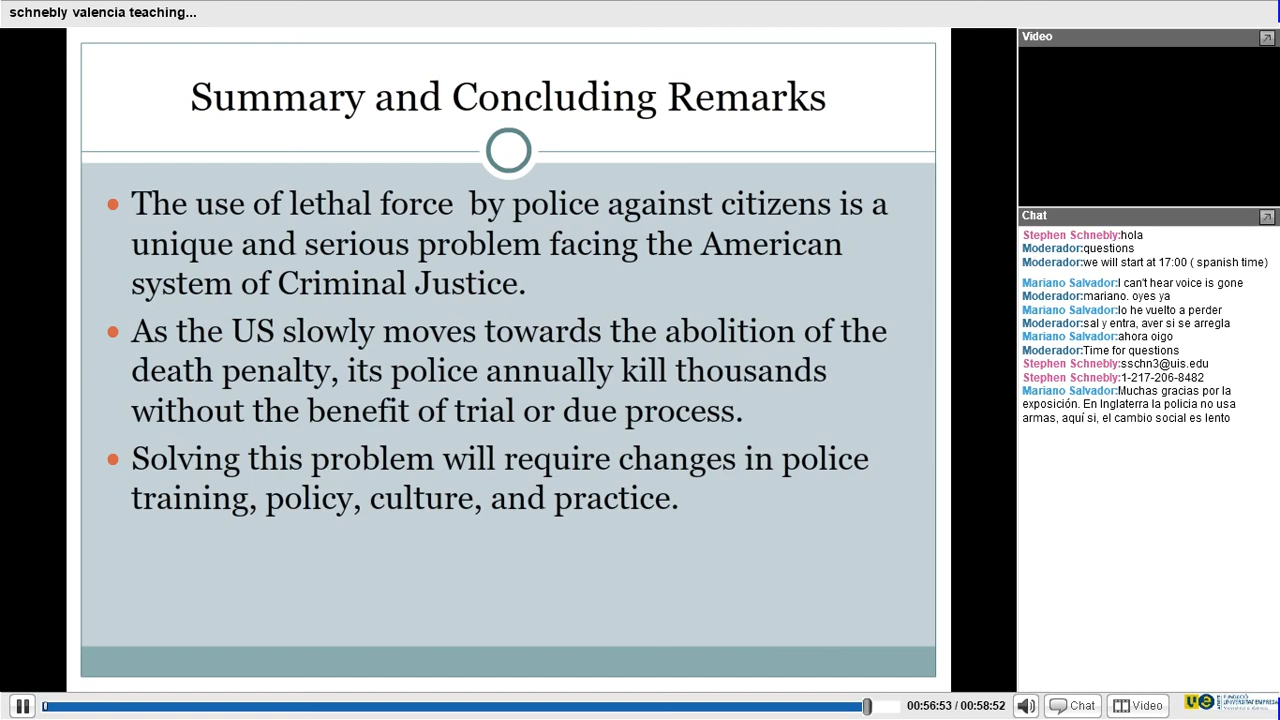 schnebly valencia teaching...
Summary and Concluding Remarks
The use of lethal force by police against citizens is a
unique and serious problem facing the American
system of Criminal Justice.
As the US slowly moves towards the abolition of the
death penalty, its police annually kill thousands
without the benefit of trial or due process.
Solving this problem will require changes in police
training, policy, culture, and practice.
Video
Chat
Stephen Schnebly:hola
Moderador:questions
Moderador:we will start at 17:00 ( spanish time)
Mariano Salvador:I can't hear voice is gone
Moderador:mariano. oyes ya
Mariano Salvador:lo he vuelto a perder
Moderador:sal y entra, aver si se arregla
Mariano Salvador:ahora oigo
Moderador:Time for questions
Stephen Schnebly:sschn3@uis.edu
Stephen Schnebly:1-217-206-8482
Mariano Salvador:Muchas gracias por la
exposición. En Inglaterra la policia no usa
armas, aquí si, el cambio social es lento
00:56:53 / 00:58:52
Chat
Video